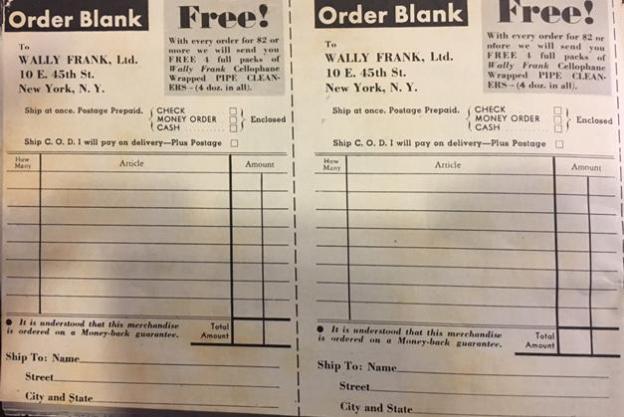 Order Blank
Free!
To
WALLY FRANK, Ltd.
10 E. 45th St.
New York, N. Y.
With every order for $2 or
more we will send you
FREE 4 full packs of
Wally Frank Cellophane
Wrapped PIPE CLEAN-
ERS—(4 doz. in all).
Ship at once. Postage Prepaid. { CHECK
MONEY ORDER
CASH } Enclosed
Ship C. O. D. I will pay on delivery—Plus Postage
How
Many
Article
Amount
● It is understood that this merchandise
is ordered on a Money-back guarantee.
Total
Amount
Ship To: Name
Street
City and State
Order Blank
Free!
To
WALLY FRANK, Ltd.
10 E. 45th St.
New York, N. Y.
With every order for $2 or
more we will send you
FREE 4 full packs of
Wally Frank Cellophane
Wrapped PIPE CLEAN-
ERS—(4 doz. in all).
Ship at once. Postage Prepaid. { CHECK
MONEY ORDER
CASH } Enclosed
Ship C. O. D. I will pay on delivery—Plus Postage
How
Many
Article
Amount
● It is understood that this merchandise
is ordered on a Money-back guarantee.
Total
Amount
Ship To: Name
Street
City and State